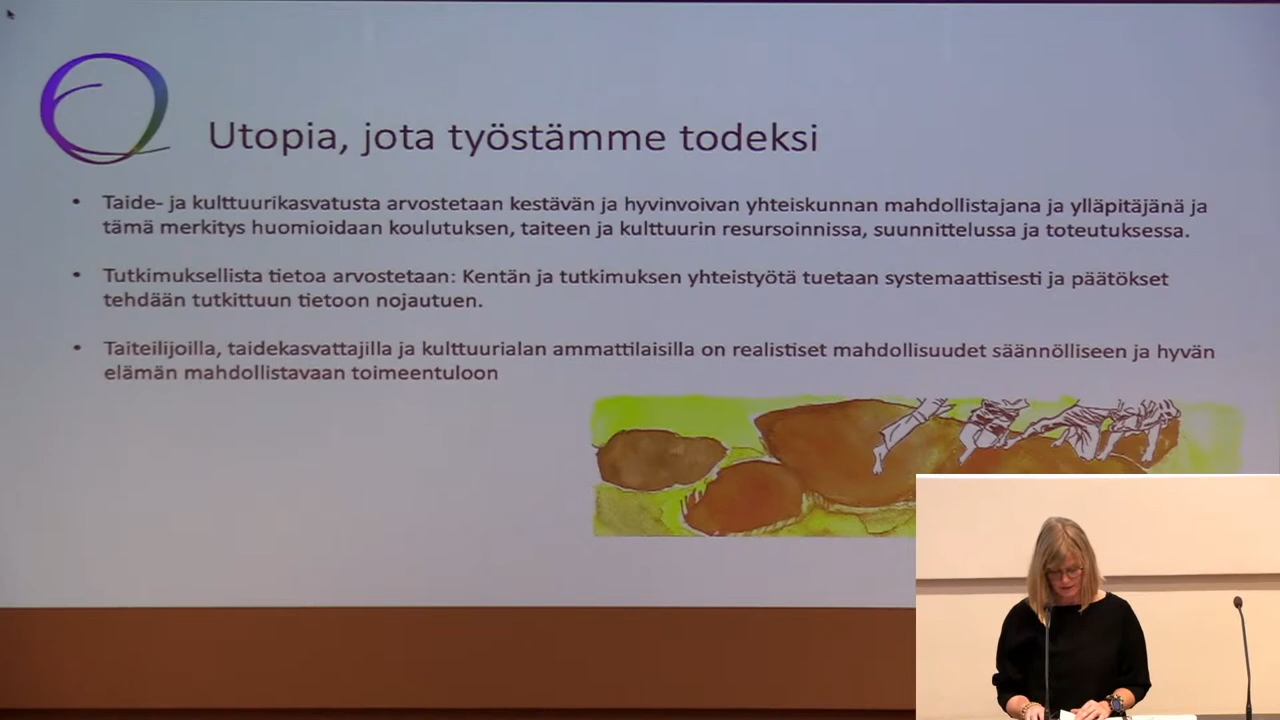 Utopia, jota työstämme todeksi
• Taide- ja kulttuurikasvatusta arvostetaan kestävän ja hyvinvoivan yhteiskunnan mahdollistajana ja ylläpitäjänä ja
tämä merkitys huomioidaan koulutuksen, taiteen ja kulttuurin resursoinnissa, suunnittelussa ja toteutuksessa.
• Tutkimuksellista tietoa arvostetaan: Kentän ja tutkimuksen yhteistyötä tuetaan systemaattisesti ja päätökset
tehdään tutkittuun tietoon nojautuen.
• Taiteilijoilla, taidekasvattajilla ja kulttuurialan ammattilaisilla on realistiset mahdollisuudet säännölliseen ja hyvän
elämän mahdollistavaan toimeentuloon